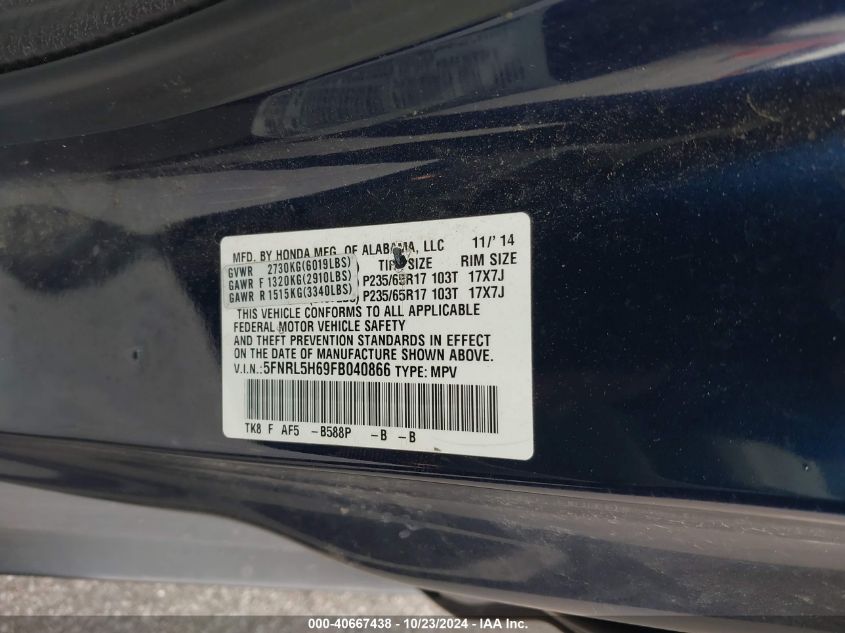 MFD. BY HONDA MFG. OF ALABAMA, LLC 11/'14
TIRE SIZE RIM SIZE
GVWR 2730KG(6019LBS)
GAWR F 1320KG(2910LBS) P235/65R17 103T 17X7J
GAWR R 1515KG(3340LBS) P235/65R17 103T 17X7J
THIS VEHICLE CONFORMS TO ALL APPLICABLE
FEDERAL MOTOR VEHICLE SAFETY
AND THEFT PREVENTION STANDARDS IN EFFECT
ON THE DATE OF MANUFACTURE SHOWN ABOVE.
V.I.N.:5FNRL5H69FB040866 TYPE: MPV
TK8 F AF5 -B588P -B -B
000-40667438 - 10/23/2024 - IAA Inc.